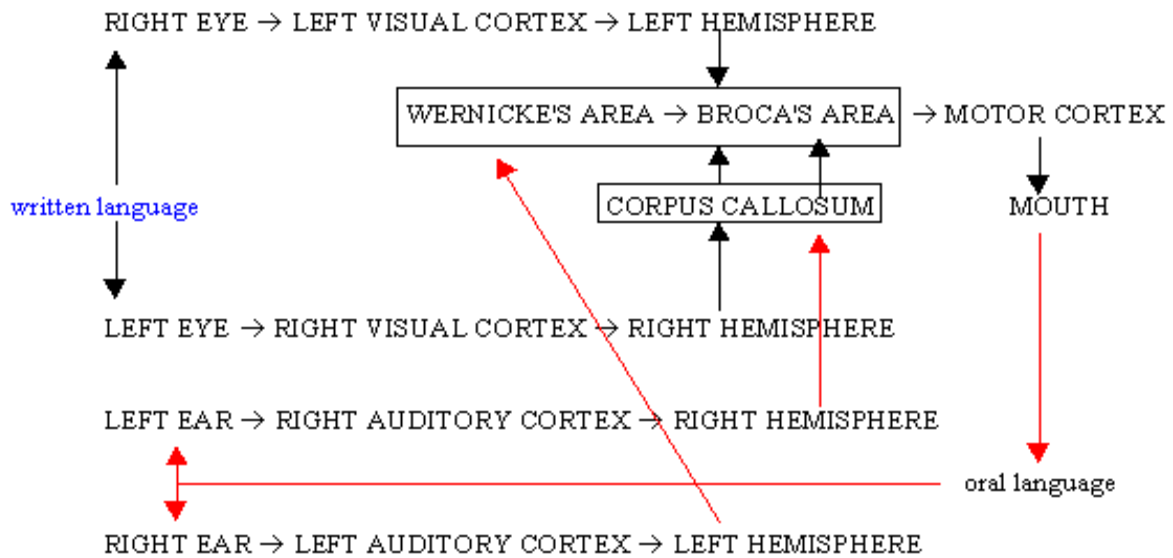 RIGHT EYE → LEFT VISUAL CORTEX → LEFT HEMISPHERE
WERNICKE'S AREA → BROCA'S AREA → MOTOR CORTEX
written language
CORPUS CALLOSUM
MOUTH
LEFT EYE → RIGHT VISUAL CORTEX → RIGHT HEMISPHERE
LEFT EAR → RIGHT AUDITORY CORTEX → RIGHT HEMISPHERE
oral language
RIGHT EAR → LEFT AUDITORY CORTEX → LEFT HEMISPHERE